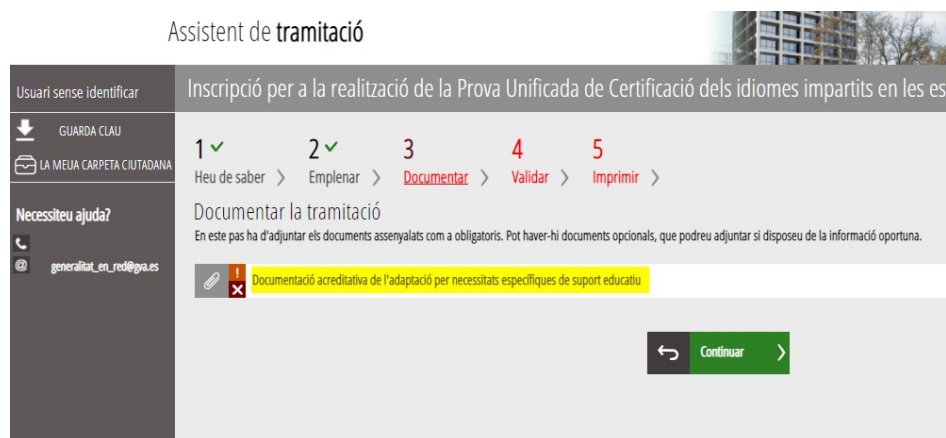 Assistent de tramitació
Usuari sense identificar
Inscripció per a la realització de la Prova Unificada de Certificació dels idiomes impartits en les es
GUARDA CLAU
LA MEUA CARPETA CIUTADANA
1 2 3 4 5
Heu de saber Emplenar Documentar Validar Imprimir
Necessiteu ajuda?
generalitat_en_red@gva.es
Documentar la tramitació
En este pas ha d'adjuntar els documents assenyalats com a obligatoris. Pot haver-hi documents opcionals, que podreu adjuntar si disposeu de la informació oportuna.
Documentació acreditativa de l'adaptació per necessitats específiques de suport educatiu
Continuar